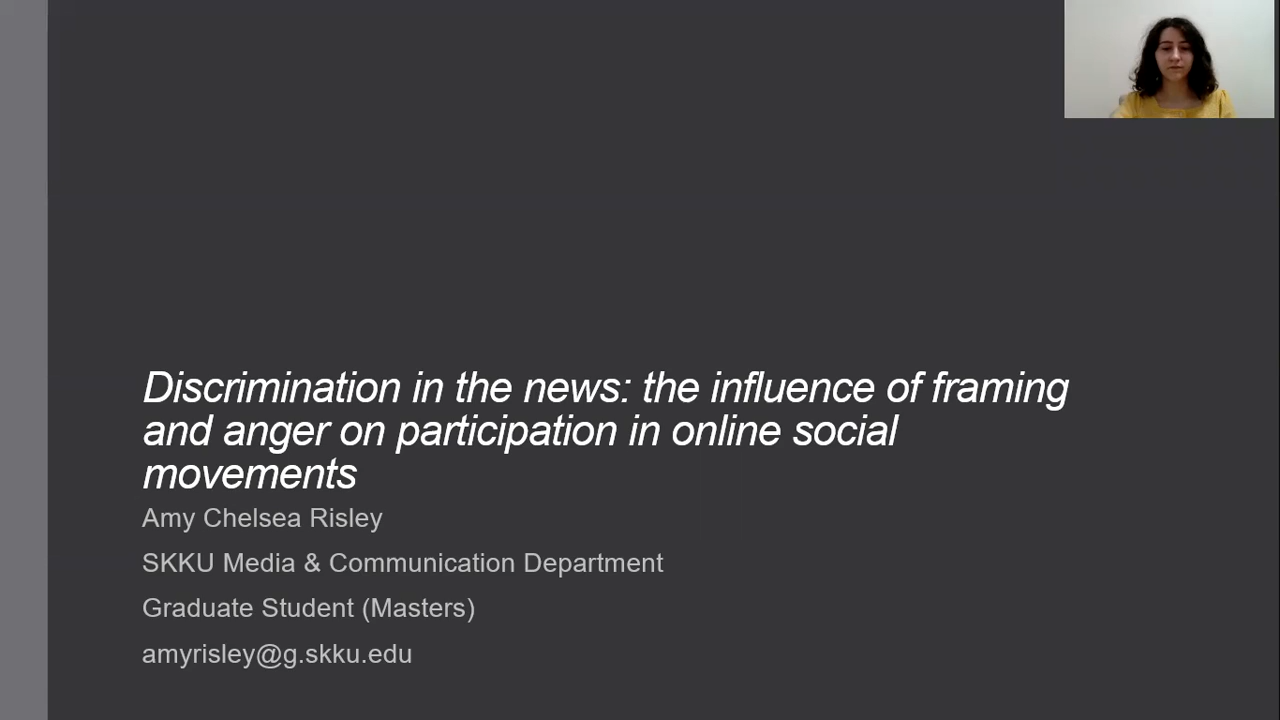 Discrimination in the news: the influence of framing
and anger on participation in online social
movements
Amy Chelsea Risley
SKKU Media & Communication Department
Graduate Student (Masters)
amyrisley@g.skku.edu